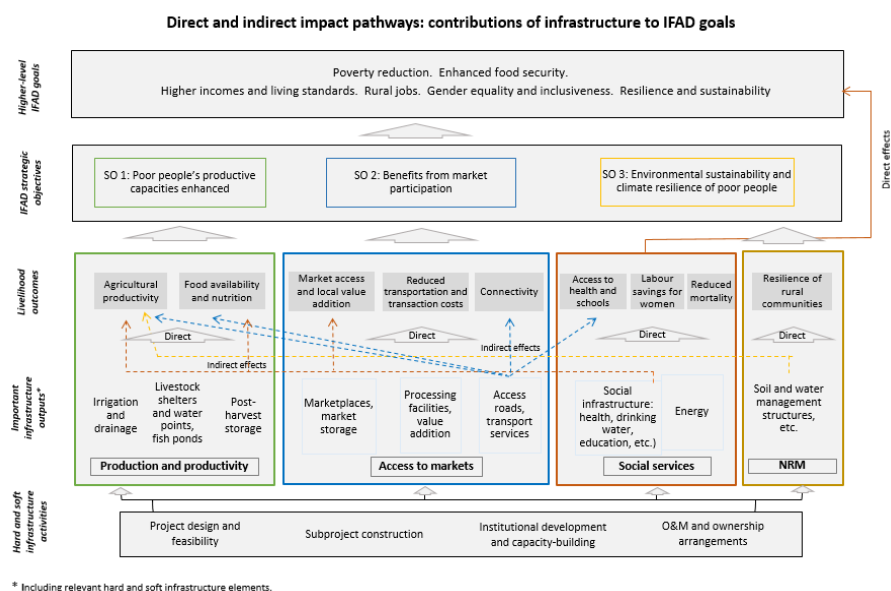 Direct and indirect impact pathways: contributions of infrastructure to IFAD goals
Higher-level
IFAD goals
Poverty reduction.  Enhanced food security.
Higher incomes and living standards.  Rural jobs.  Gender equality and inclusiveness.  Resilience and sustainability
Direct effects
IFAD strategic
objectives
SO 1: Poor people's productive
capacities enhanced
SO 2: Benefits from market
participation
SO 3: Environmental sustainability and
climate resilience of poor people
Livelihood
outcomes
Agricultural
productivity
Food availability
and nutrition
Market access
and local value
addition
Reduced
transportation and
transaction costs
Connectivity
Access to
health and
schools
Labour
savings for
women
Reduced
mortality
Resilience of
rural
communities
Direct
Direct
Direct
Direct
Indirect effects
Indirect effects
Important
infrastructure
outputs*
Irrigation
and
drainage
Livestock
shelters
and water
points,
fish ponds
Post-
harvest
storage
Marketplaces,
market
storage
Processing
facilities,
value
addition
Access
roads,
transport
services
Social
infrastructure:
health, drinking
water,
education, etc.)
Energy
Soil and water
management
structures,
etc.
Production and productivity
Access to markets
Social services
NRM
Hard and soft
infrastructure
activities
Project design and
feasibility
Subproject construction
Institutional development
and capacity-building
O&M and ownership
arrangements
* Including relevant hard and soft infrastructure elements.